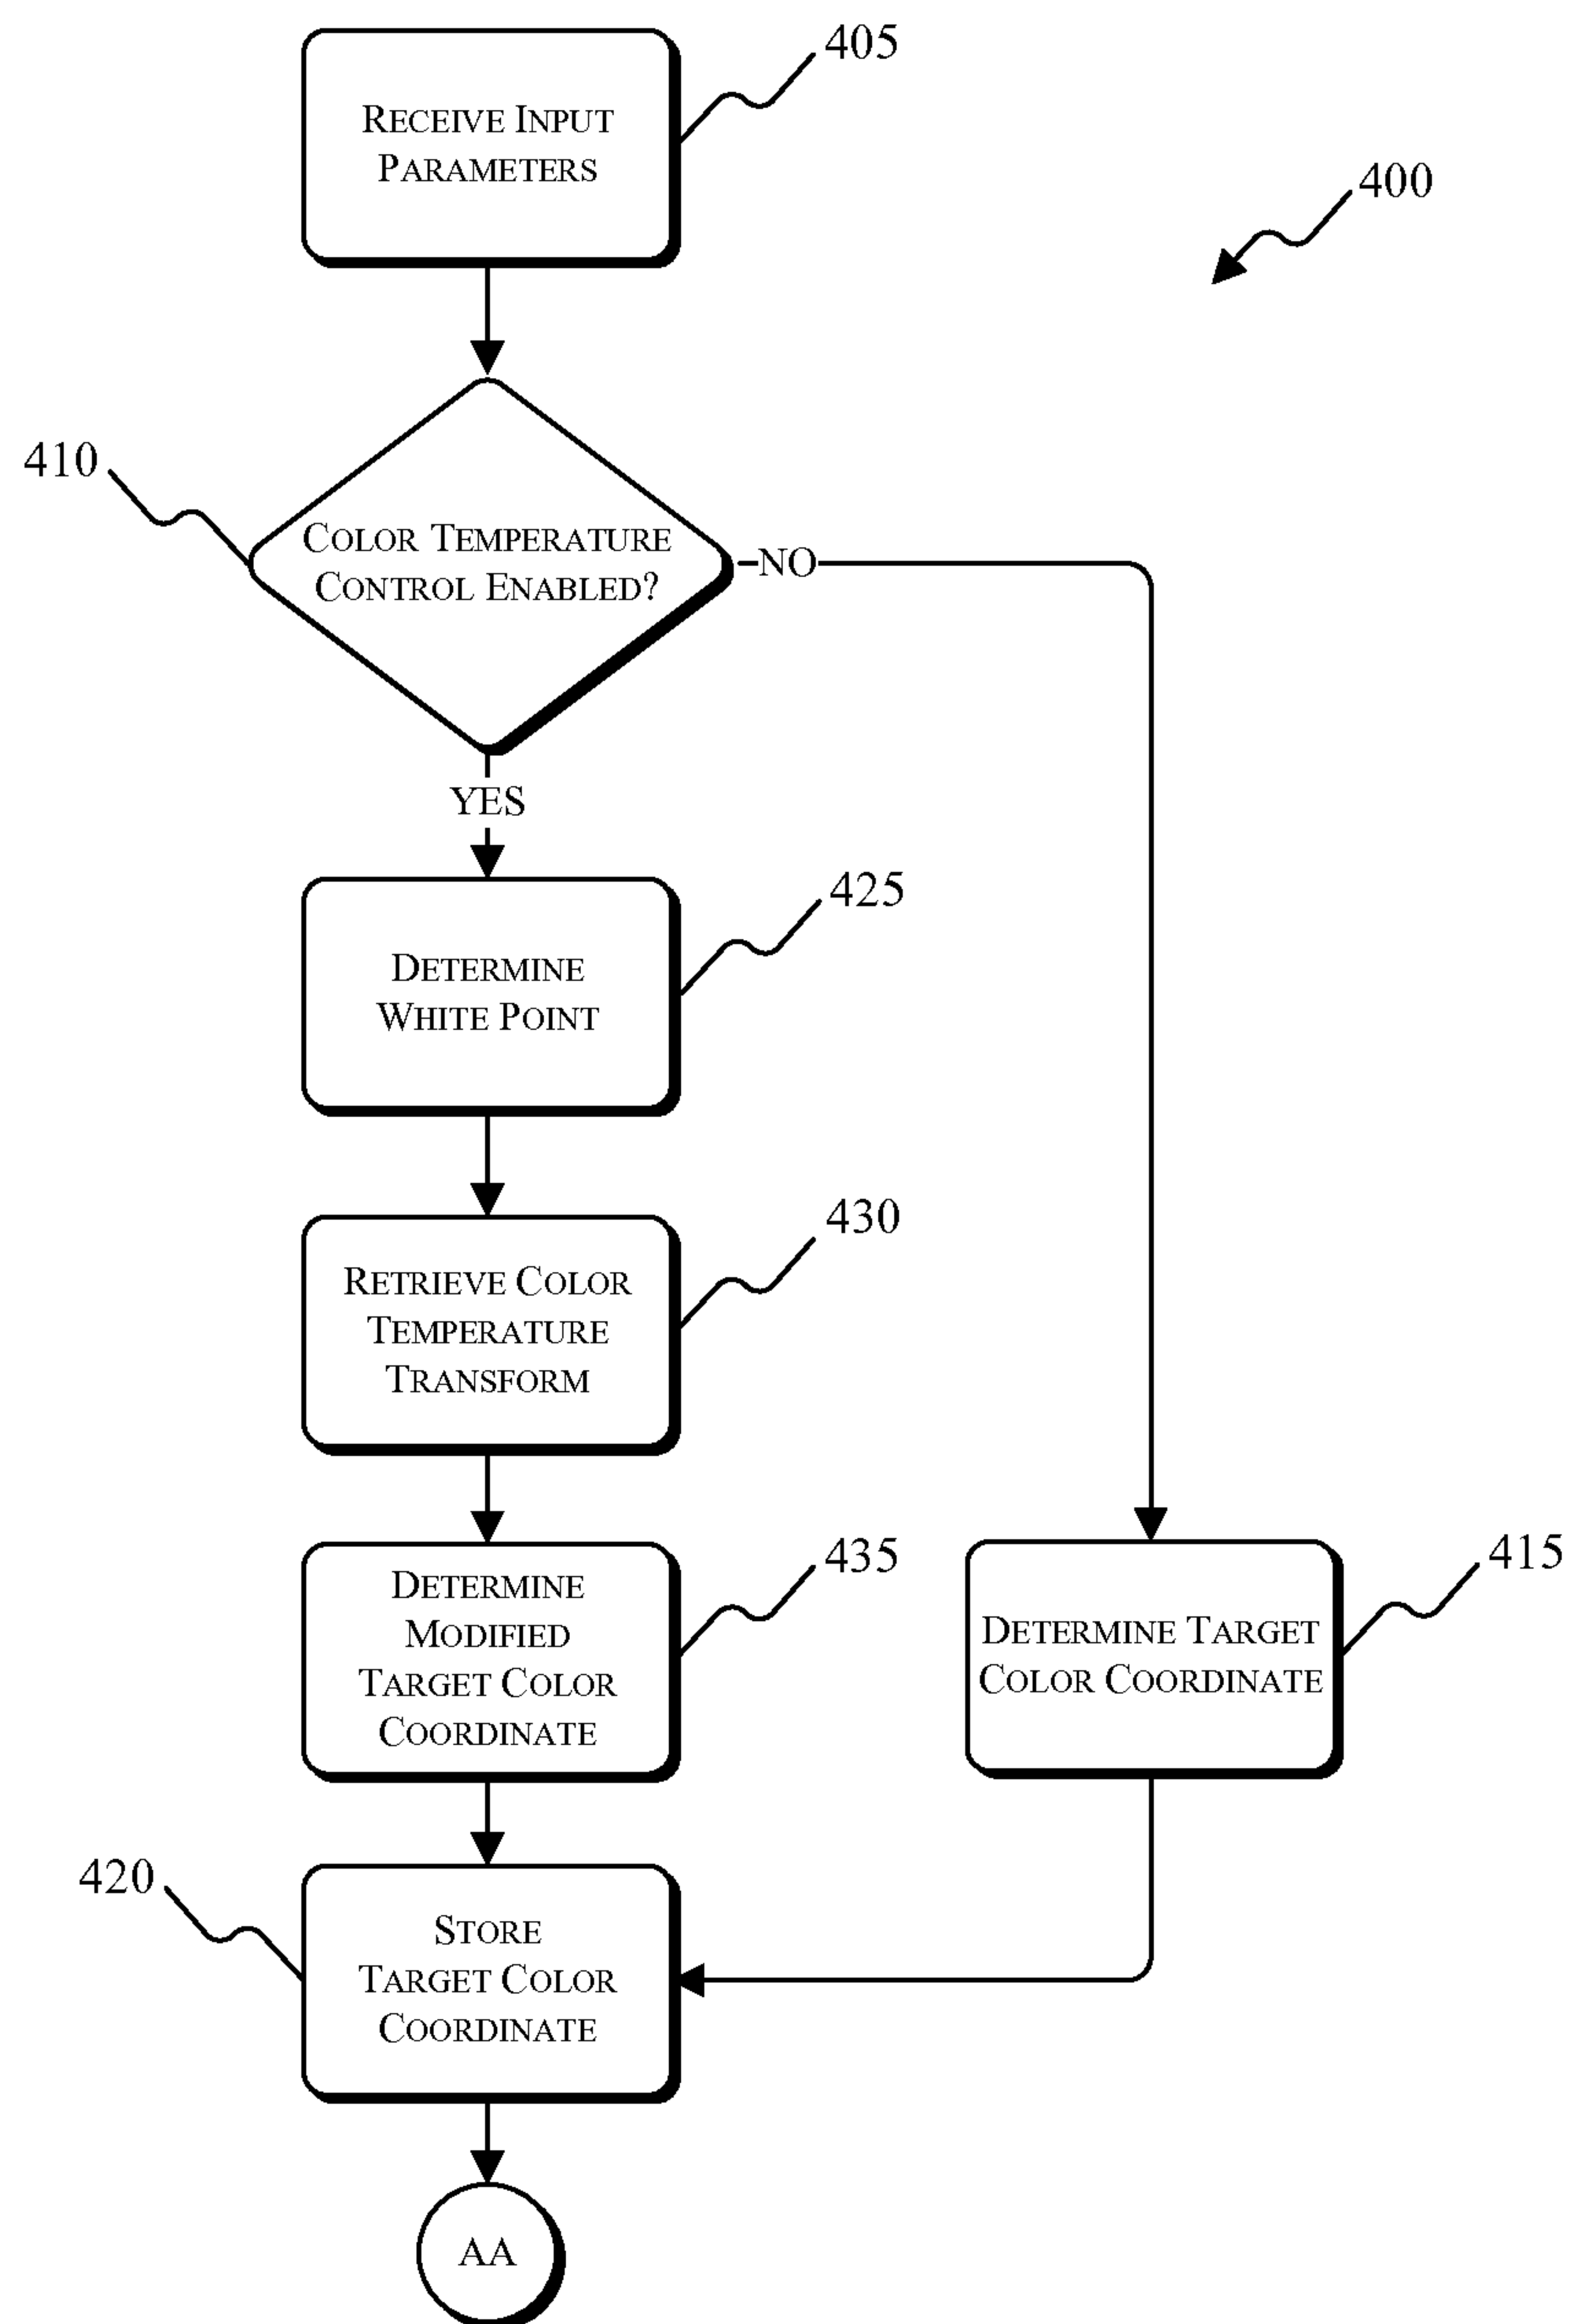 405
RECEIVE INPUT
PARAMETERS
400
410
COLOR TEMPERATURE
CONTROL ENABLED?
NO
YES
425
DETERMINE
WHITE POINT
430
RETRIEVE COLOR
TEMPERATURE
TRANSFORM
435
DETERMINE
MODIFIED
TARGET COLOR
COORDINATE
415
DETERMINE TARGET
COLOR COORDINATE
420
STORE
TARGET COLOR
COORDINATE
AA